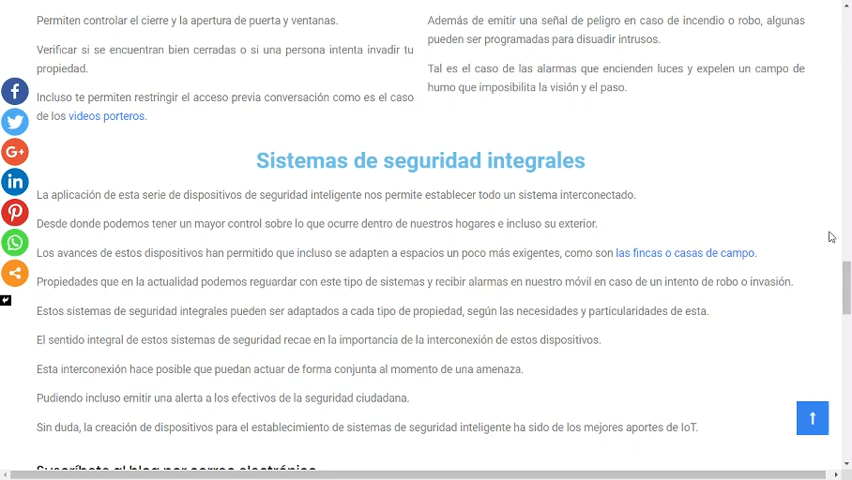 Permiten controlar el cierre y la apertura de puerta y ventanas.
Verificar si se encuentran bien cerradas o si una persona intenta invadir tu
propiedad.
Incluso te permiten restringir el acceso previa conversación como es el caso
de los videos porteros.
Además de emitir una señal de peligro en caso de incendio o robo, algunas
pueden ser programadas para disuadir intrusos.
Tal es el caso de las alarmas que encienden luces y expelen un campo de
humo que imposibilita la visión y el paso.
Sistemas de seguridad integrales
La aplicación de esta serie de dispositivos de seguridad inteligente nos permite establecer todo un sistema interconectado.
Desde donde podemos tener un mayor control sobre lo que ocurre dentro de nuestros hogares e incluso su exterior.
Los avances de estos dispositivos han permitido que incluso se adapten a espacios un poco más exigentes, como son las fincas o casas de campo.
Propiedades que en la actualidad podemos reguardar con este tipo de sistemas y recibir alarmas en nuestro móvil en caso de un intento de robo o invasión.
Estos sistemas de seguridad integrales pueden ser adaptados a cada tipo de propiedad, según las necesidades y particularidades de esta.
El sentido integral de estos sistemas de seguridad recae en la importancia de la interconexión de estos dispositivos.
Esta interconexión hace posible que puedan actuar de forma conjunta al momento de una amenaza.
Pudiendo incluso emitir una alerta a los efectivos de la seguridad ciudadana.
Sin duda, la creación de dispositivos para el establecimiento de sistemas de seguridad inteligente ha sido de los mejores aportes de IoT.
Suscríbete al blog por correo electrónico